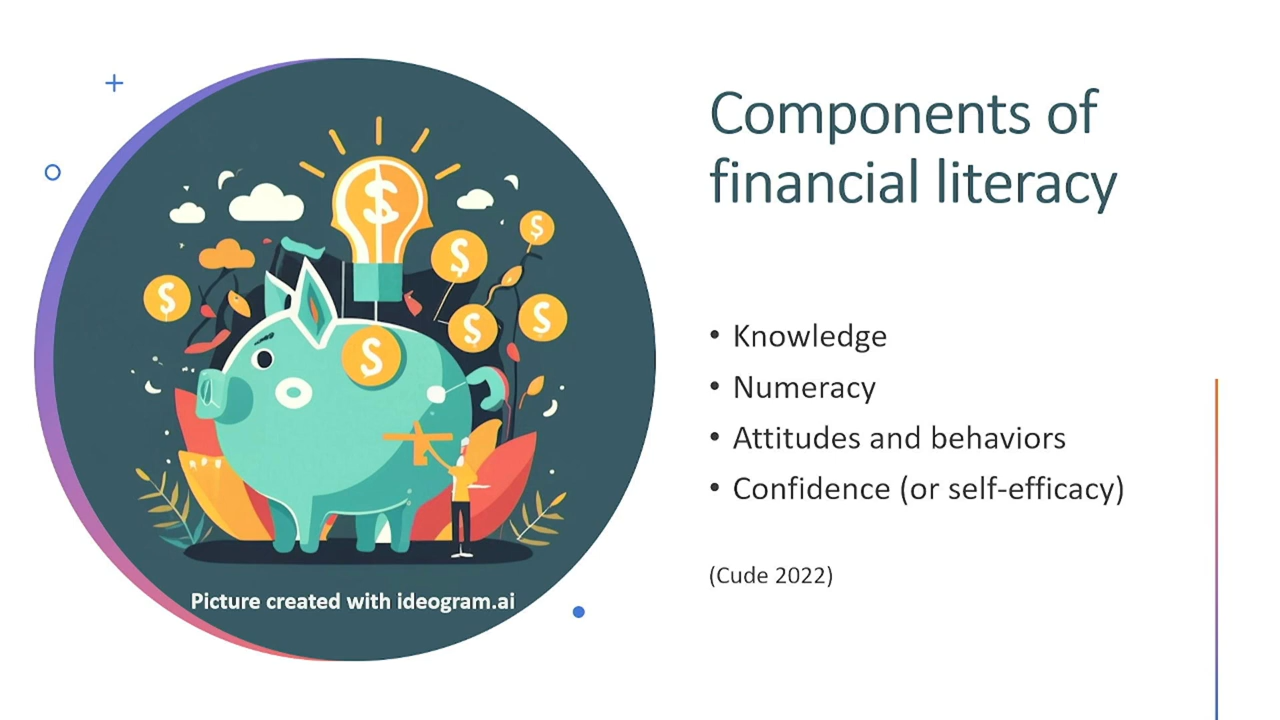 Components of
financial literacy
• Knowledge
• Numeracy
• Attitudes and behaviors
• Confidence (or self-efficacy)
(Cude 2022)
$
$
$
$
$
$
$
Picture created with ideogram.ai